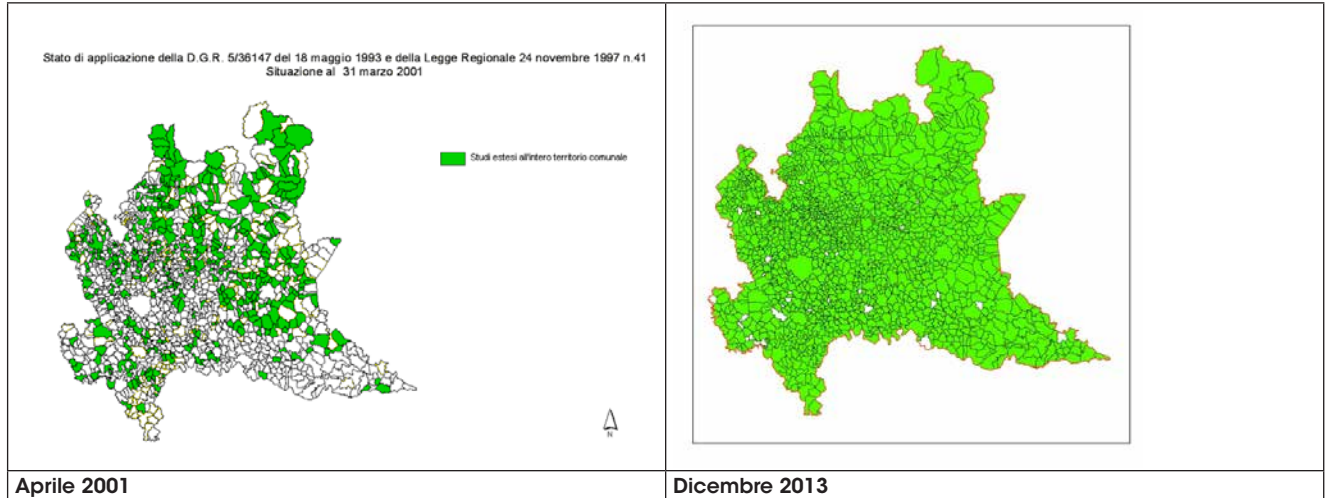 Stato di applicazione della D.G.R. 5/36147 del 18 maggio 1993 e della Legge Regionale 24 novembre 1997 n.41
Situazione al 31 marzo 2001
Studi estesi all'intero territorio comunale
N
Aprile 2001
Dicembre 2013